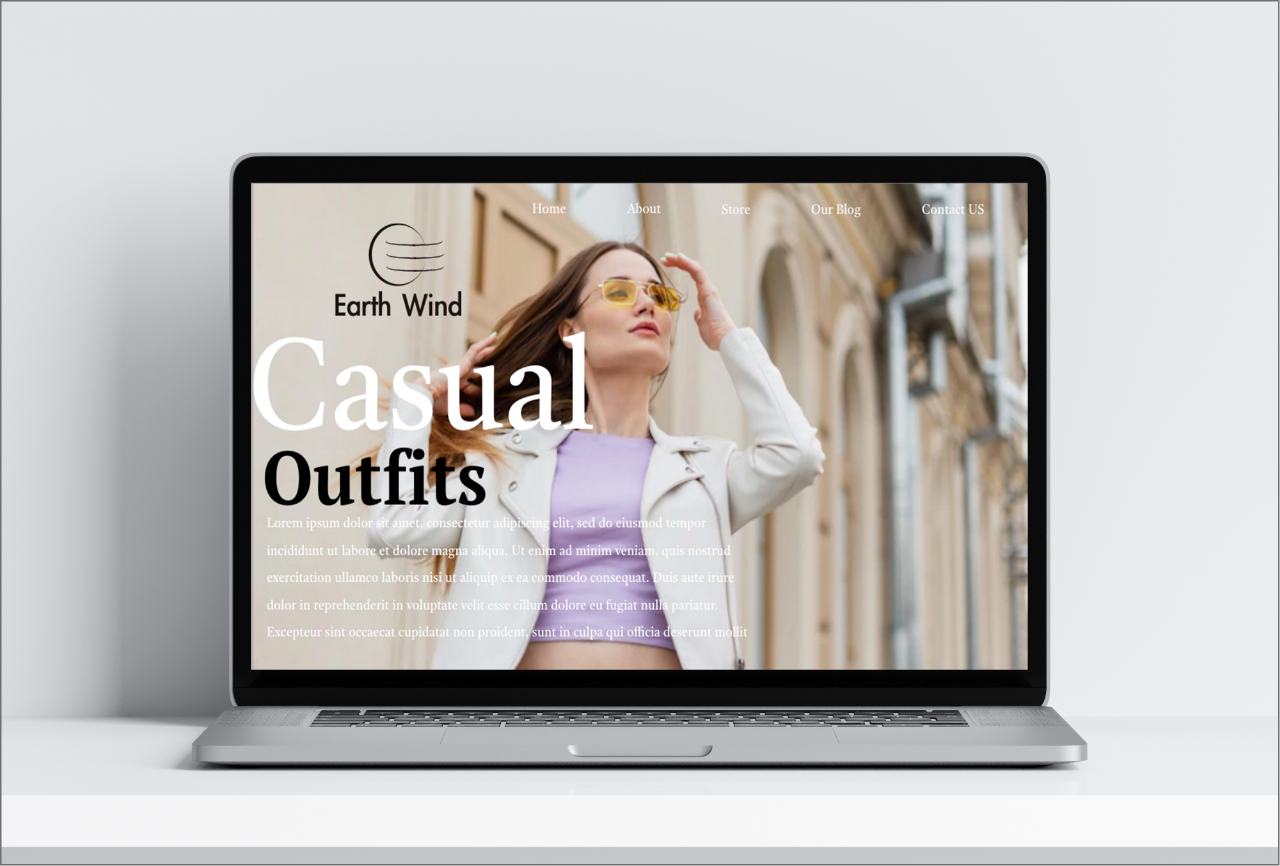 Home About Store Our Blog Contact US
Earth Wind
Casual
Outfits
Lorem ipsum dolor sit amet, consectetur adipiscing elit, sed do eiusmod tempor
incididunt ut labore et dolore magna aliqua. Ut enim ad minim veniam, quis nostrud
exercitation ullamco laboris nisi ut aliquip ex ea commodo consequat. Duis aute irure
dolor in reprehenderit in voluptate velit esse cillum dolore eu fugiat nulla pariatur.
Excepteur sint occaecat cupidatat non proident, sunt in culpa qui officia deserunt mollit